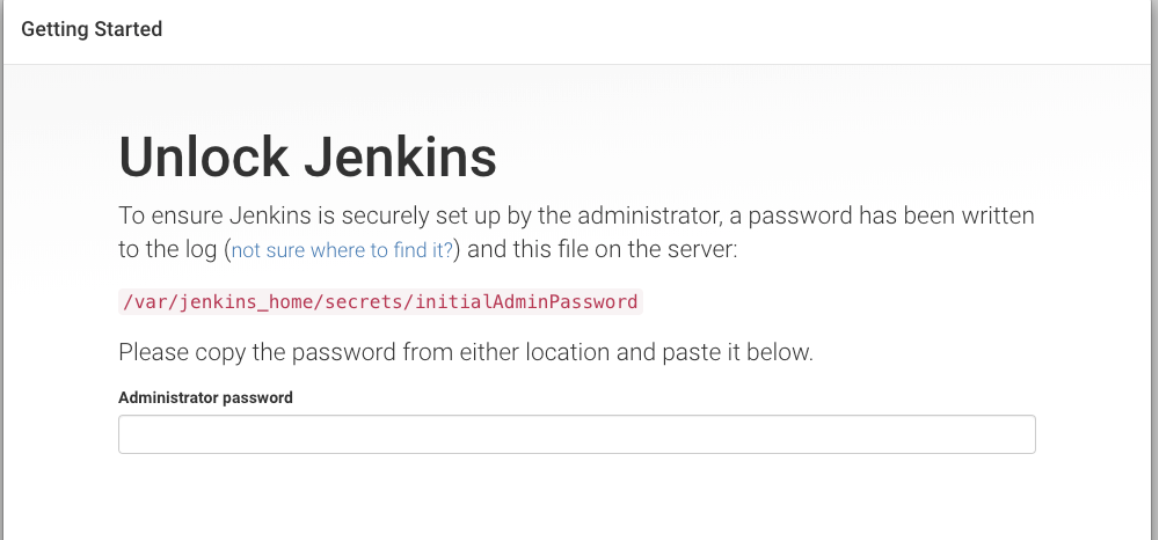 Getting Started
Unlock Jenkins
To ensure Jenkins is securely set up by the administrator, a password has been written
to the log (not sure where to find it?) and this file on the server:
/var/jenkins_home/secrets/initialAdminPassword
Please copy the password from either location and paste it below.
Administrator password